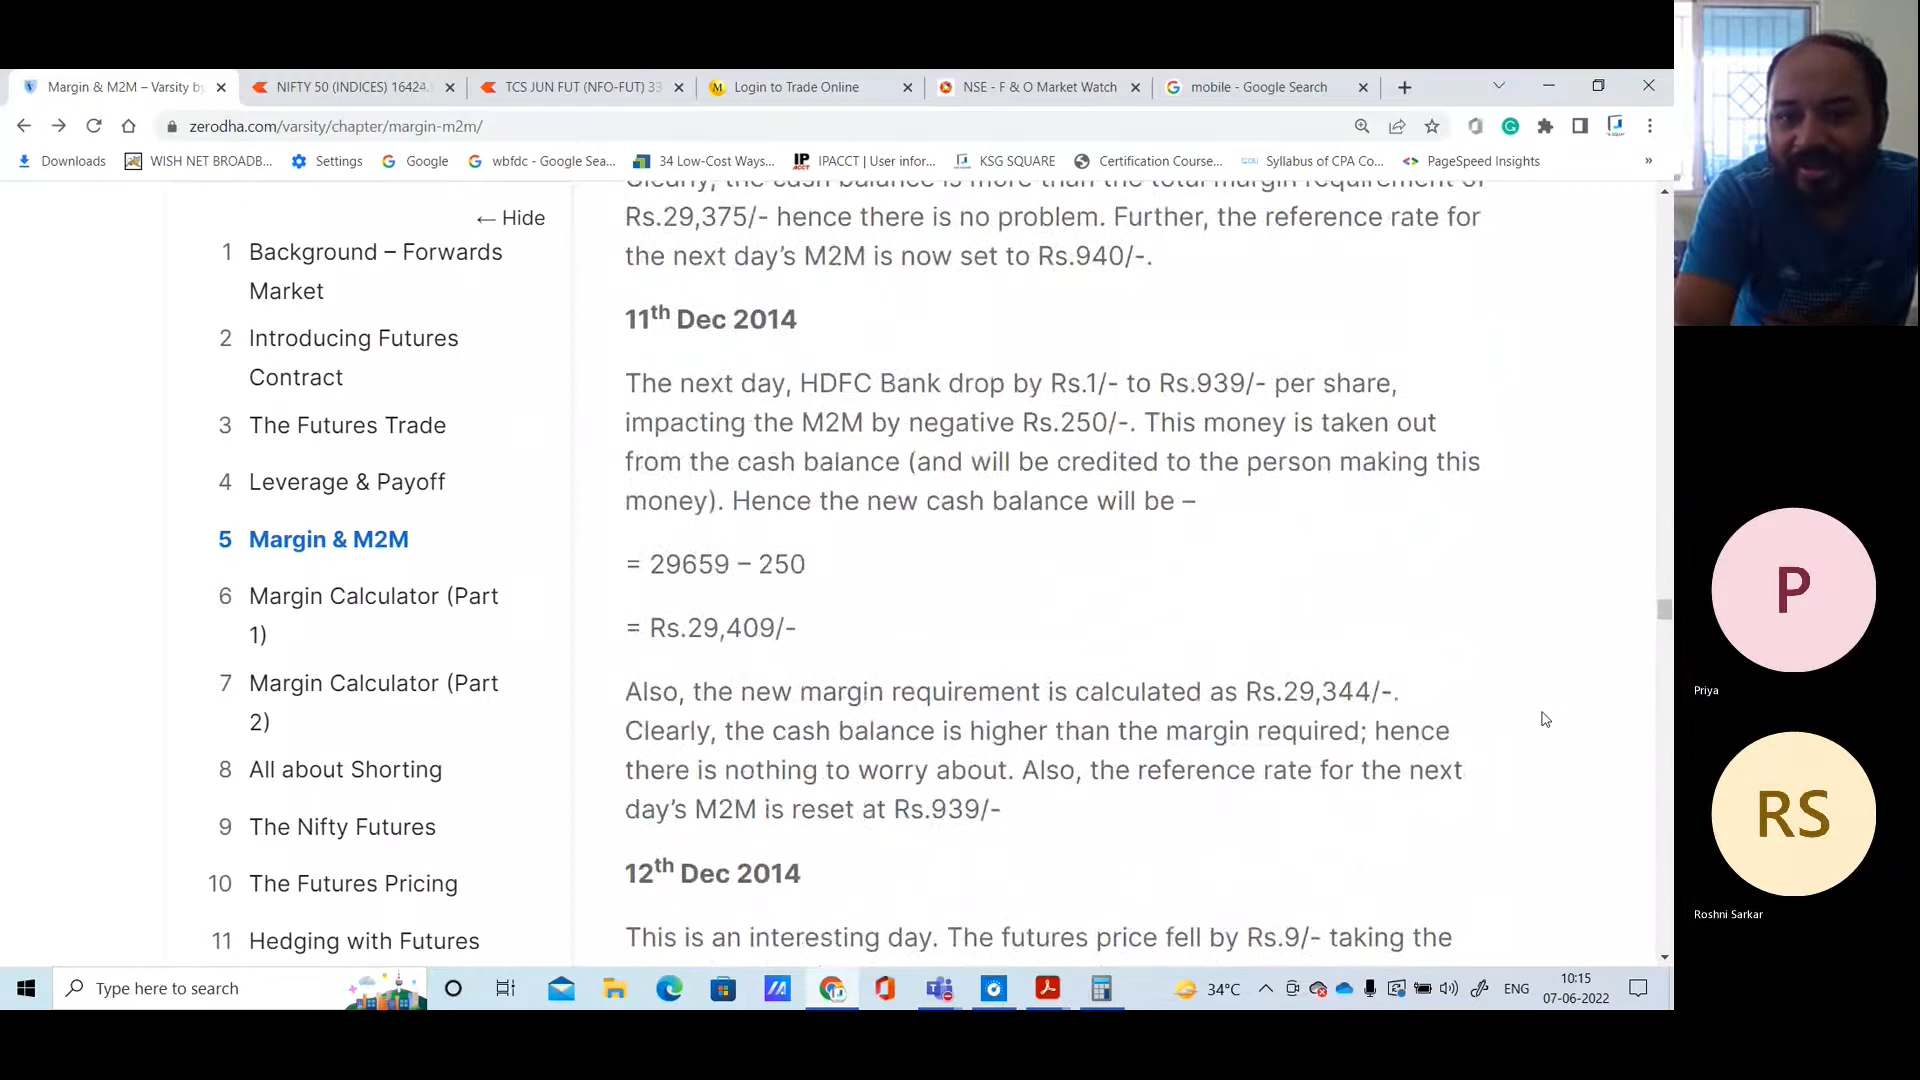 Margin & M2M – Varsity by
NIFTY 50 (INDICES) 16424.
TCS JUN FUT (NFO-FUT) 33
Login to Trade Online
NSE - F & O Market Watch
mobile - Google Search
zerodha.com/varsity/chapter/margin-m2m/
Downloads
WISH NET BROADB...
Settings
Google
wbfdc - Google Sea...
34 Low-Cost Ways...
IPACCT | User infor...
KSG SQUARE
Certification Course...
Syllabus of CPA Co...
PageSpeed Insights
»
← Hide
1 Background – Forwards
Market
2 Introducing Futures
Contract
3 The Futures Trade
4 Leverage & Payoff
5 Margin & M2M
6 Margin Calculator (Part
1)
7 Margin Calculator (Part
2)
8 All about Shorting
9 The Nifty Futures
10 The Futures Pricing
11 Hedging with Futures
Clearly, the cash balance is more than the total margin requirement of
Rs.29,375/- hence there is no problem. Further, the reference rate for
the next day’s M2M is now set to Rs.940/-.
11th Dec 2014
The next day, HDFC Bank drop by Rs.1/- to Rs.939/- per share,
impacting the M2M by negative Rs.250/-. This money is taken out
from the cash balance (and will be credited to the person making this
money). Hence the new cash balance will be –
= 29659 – 250
= Rs.29,409/-
Also, the new margin requirement is calculated as Rs.29,344/-.
Clearly, the cash balance is higher than the margin required; hence
there is nothing to worry about. Also, the reference rate for the next
day’s M2M is reset at Rs.939/-
12th Dec 2014
This is an interesting day. The futures price fell by Rs.9/- taking the
P
Priya
RS
Roshni Sarkar
Type here to search
34°C
ENG
10:15
07-06-2022